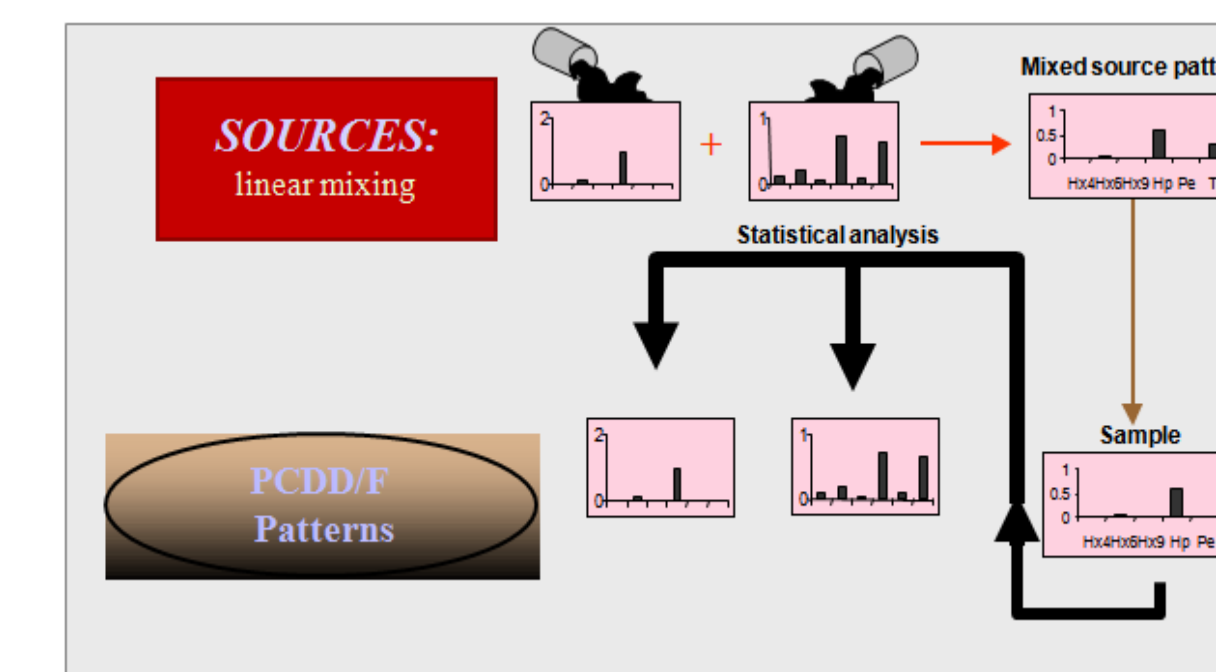 SOURCES:
linear mixing
2
0
+
1
0
Mixed source patt
1
0.5
0
Hx4Hx6Hx9 Hp Pe T
Statistical analysis
PCDD/F
Patterns
2
0
1
0
Sample
1
0.5
0
Hx4Hx6Hx9 Hp Pe